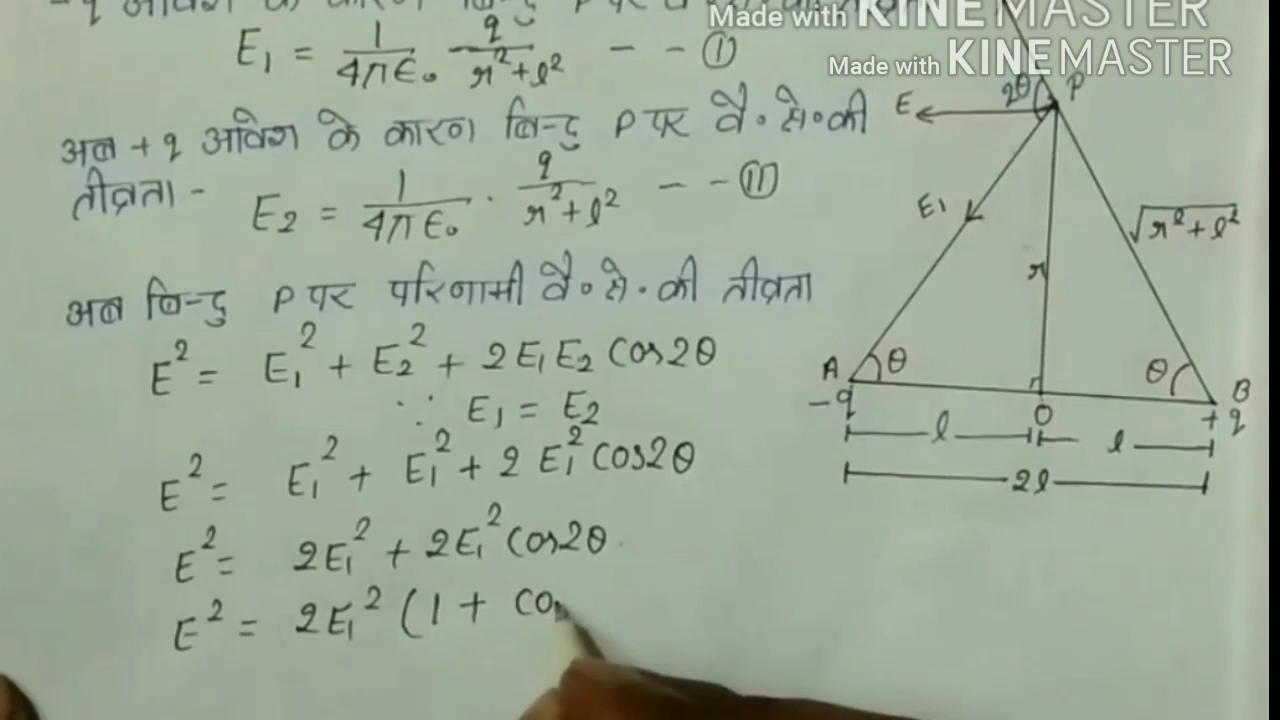 Made with KINEMASTER
Made with KINEMASTER
E₁ = 1/4πε₀ q/r²+l² - - ①
अब + q आवेश के कारण बिन्दु P पर वै॰ क्षे॰ की
तीव्रता -
E₂ = 1/4πε₀ · q/r²+l² - - ②
अब बिन्दु P पर परिणामी वै॰ क्षे॰ की तीव्रता
E² = E₁² + E₂² + 2E₁E₂ Cos2θ
∵ E₁ = E₂
E² = E₁² + E₁² + 2 E₁² Cos2θ
E² = 2E₁² + 2E₁² Cos2θ
E² = 2E₁² (1 + Co
2θ P
E
E₁
√r²+l²
r
A θ θ B
-q O +q
l l
2l